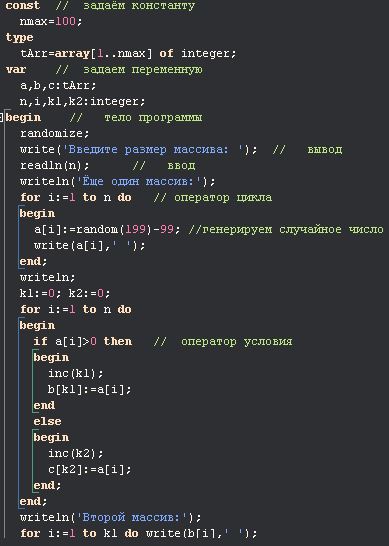 const  //  задаём константу
  nmax=100;
type
  tArr=array[1..nmax] of integer;
var    //  задаем переменную
  a,b,c:tArr;
  n,i,k1,k2:integer;
begin    //   тело программы
  randomize;
  write('Введите размер массива: ');  //   вывод
  readln(n);      //   ввод
  writeln('Ёще один массив:');
  for i:=1 to n do   // оператор цикла
  begin
    a[i]:=random(199)-99; //генерируем случайное число
    write(a[i],' ');
  end;
  writeln;
  k1:=0; k2:=0;
  for i:=1 to n do
  begin
    if a[i]>0 then   //  оператор условия
    begin
      inc(k1);
      b[k1]:=a[i];
    end
    else
    begin
      inc(k2);
      c[k2]:=a[i];
    end;
  end;
  writeln('Второй массив:');
  for i:=1 to k1 do write(b[i],' ');